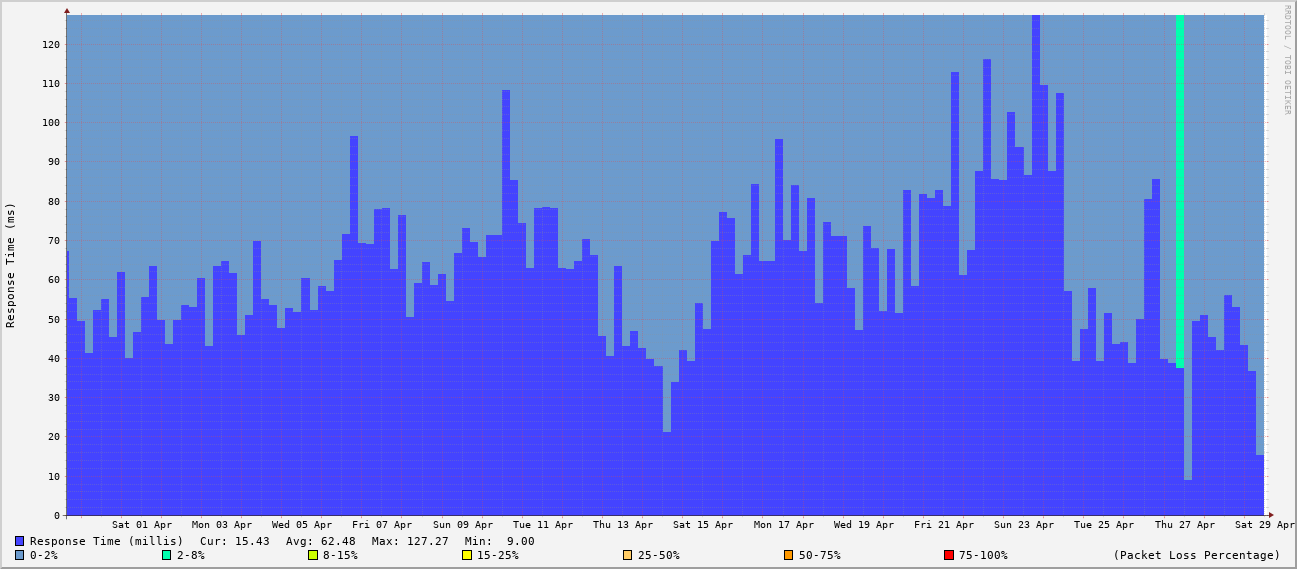 RRDTOOL / TOBI OETIKER
Response Time (ms)
120
110
100
90
80
70
60
50
40
30
20
10
0
Sat 01 Apr Mon 03 Apr Wed 05 Apr Fri 07 Apr Sun 09 Apr Tue 11 Apr Thu 13 Apr Sat 15 Apr Mon 17 Apr Wed 19 Apr Fri 21 Apr Sun 23 Apr Tue 25 Apr Thu 27 Apr Sat 29 Apr
Response Time (millis) Cur: 15.43 Avg: 62.48 Max: 127.27 Min: 9.00
0-2% 2-8% 8-15% 15-25% 25-50% 50-75% 75-100% (Packet Loss Percentage)